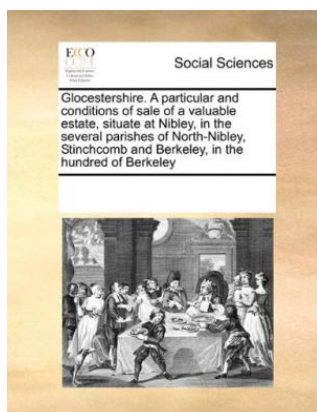 ECCO
Social Sciences
Glocestershire. A particular and
conditions of sale of a valuable
estate, situate at Nibley, in the
several parishes of North-Nibley,
Stinchcomb and Berkeley, in the
hundred of Berkeley